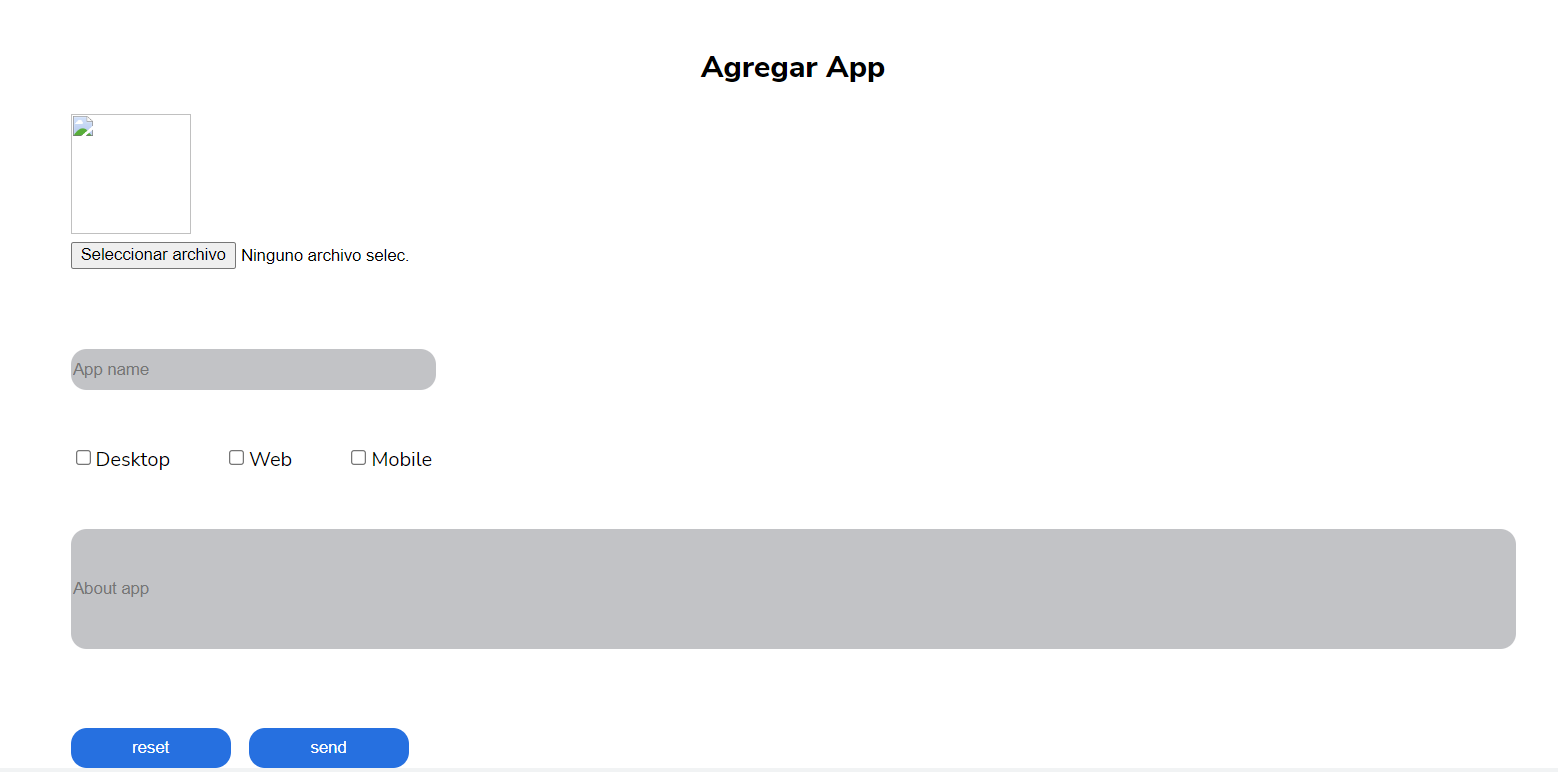 Agregar App
Seleccionar archivo Ninguno archivo selec.
App name
Desktop Web Mobile
About app
reset send